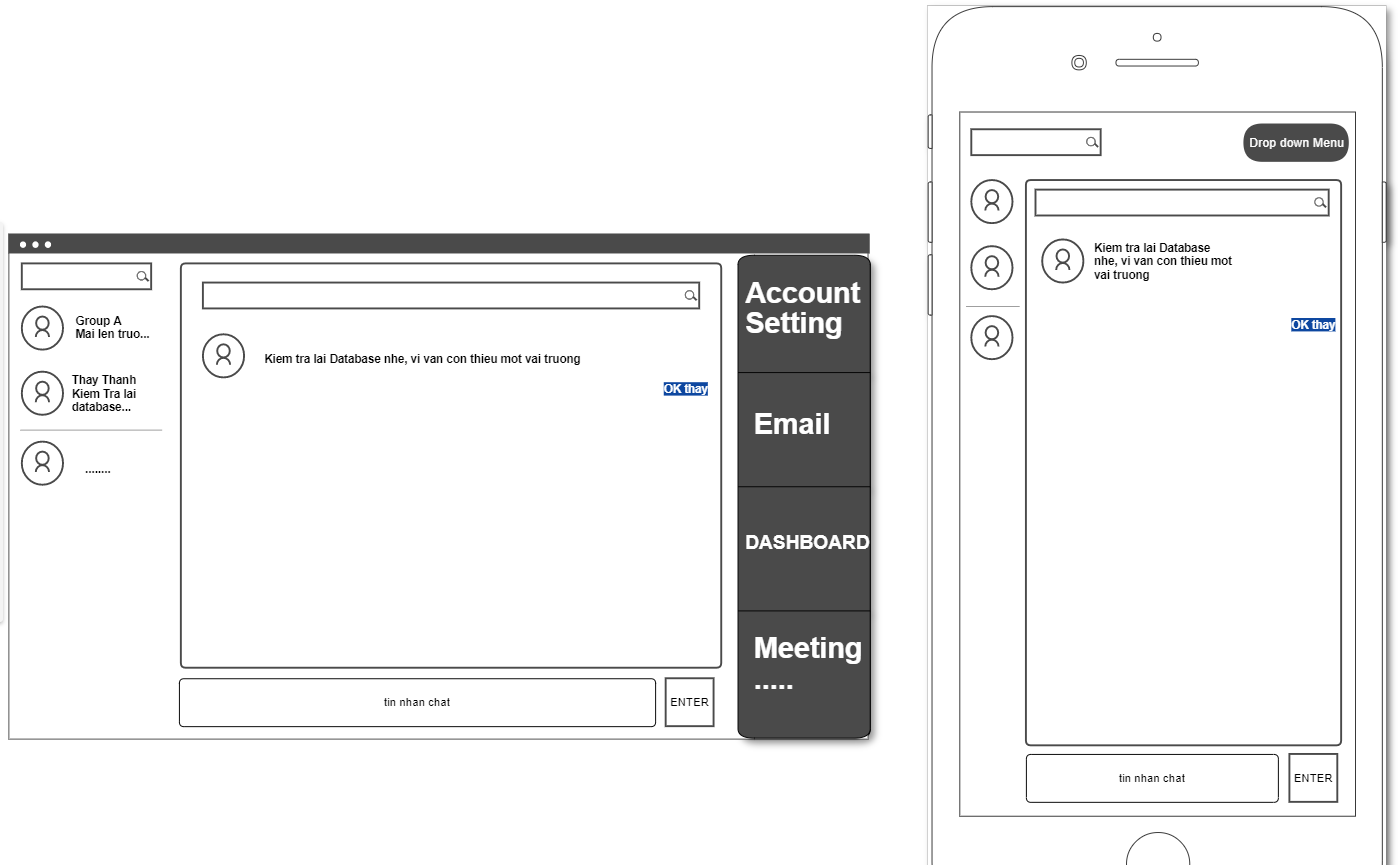 Group A
Mai len truo...
Thay Thanh
Kiem Tra lai
database...
........
Kiem tra lai Database nhe, vi van con thieu mot vai truong
OK thay
tin nhan chat
ENTER
Account
Setting
Email
DASHBOARD
Meeting
.....
Drop down Menu
Kiem tra lai Database
nhe, vi van con thieu mot
vai truong
OK thay
tin nhan chat
ENTER